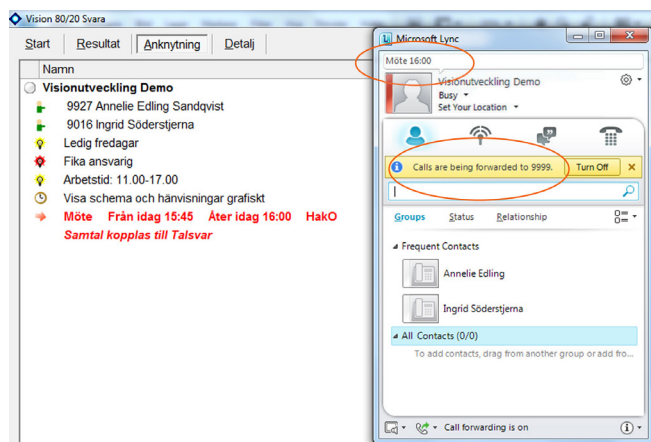 Vision 80/20 Svara
Start Resultat Anknytning Detalj
Namn
Visionutveckling Demo
9927 Annelie Edling Sandqvist
9016 Ingrid Söderstjerna
Ledig fredagar
Fika ansvarig
Arbetstid: 11.00-17.00
Visa schema och hänvisningar grafiskt
Möte Från idag 15:45 Åter idag 16:00 HakO
Samtal kopplas till Talsvar
Microsoft Lync
Möte 16:00
Visionutveckling Demo
Busy
Set Your Location
Calls are being forwarded to 9999. Turn Off
Groups Status Relationship
Frequent Contacts
Annelie Edling
Ingrid Söderstjerna
All Contacts (0/0)
To add contacts, drag from another group or add fro...
Call forwarding is on